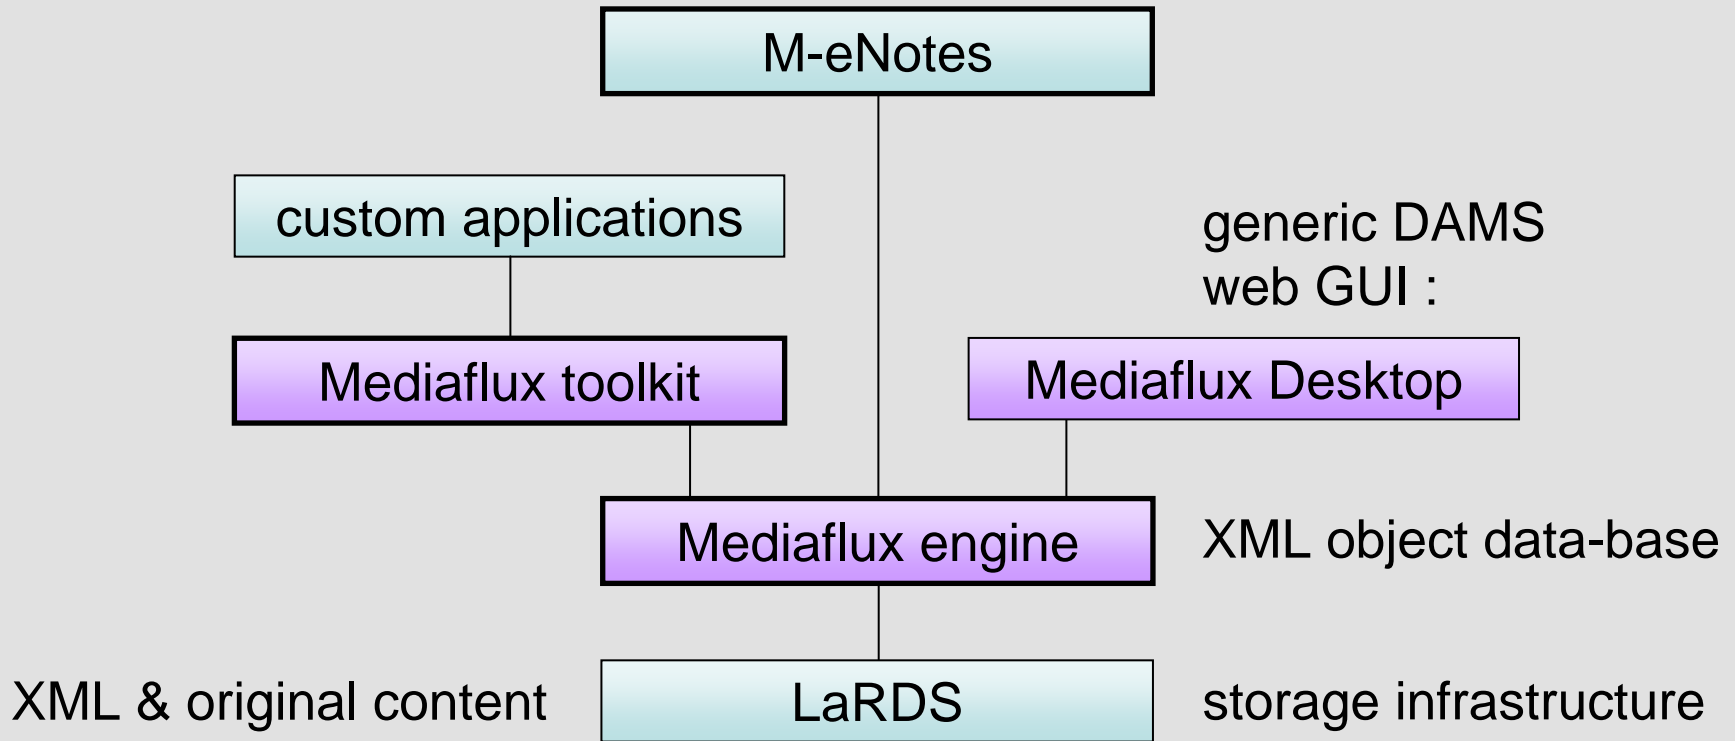 M-eNotes
custom applications
generic DAMS
web GUI :
Mediaflux toolkit
Mediaflux Desktop
Mediaflux engine
XML object data-base
XML & original content
LaRDS
storage infrastructure